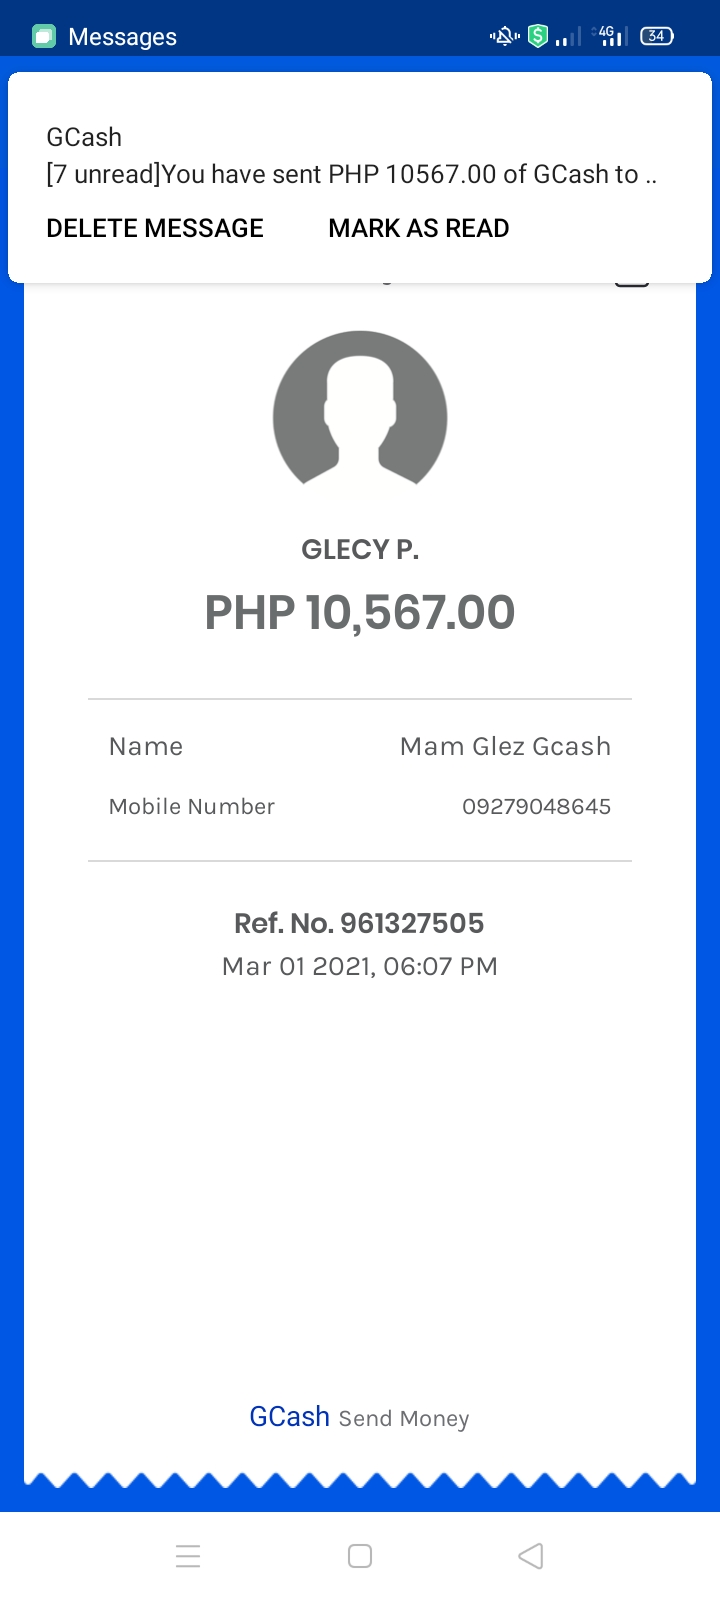 Messages
4G
34
GCash
[7 unread]You have sent PHP 10567.00 of GCash to ..
DELETE MESSAGE MARK AS READ
GLECY P.
PHP 10,567.00
Name Mam Glez Gcash
Mobile Number 09279048645
Ref. No. 961327505
Mar 01 2021, 06:07 PM
GCash Send Money